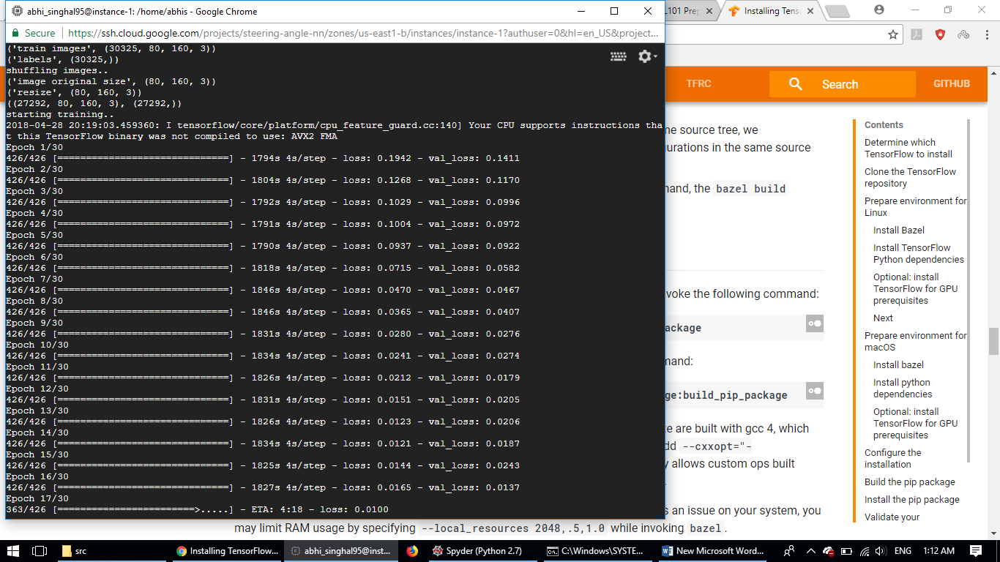 abhi_singhal95@instance-1: /home/abhis - Google Chrome
Secure https://ssh.cloud.google.com/projects/steering-angle-nn/zones/us-east1-b/instances/instance-1?authuser=0&hl=en_US&project...
('train images', (30325, 80, 160, 3))
('labels', (30325,))
shuffling images..
('image original size', (80, 160, 3))
('resize', (80, 160, 3))
((27292, 80, 160, 3), (27292,))
starting training..
2018-04-28 20:19:03.459360: I tensorflow/core/platform/cpu_feature_guard.cc:140] Your CPU supports instructions tha
t this TensorFlow binary was not compiled to use: AVX2 FMA
Epoch 1/30
426/426 [==============================] - 1794s 4s/step - loss: 0.1942 - val_loss: 0.1411
Epoch 2/30
426/426 [==============================] - 1804s 4s/step - loss: 0.1268 - val_loss: 0.1170
Epoch 3/30
426/426 [==============================] - 1792s 4s/step - loss: 0.1029 - val_loss: 0.0996
Epoch 4/30
426/426 [==============================] - 1791s 4s/step - loss: 0.1004 - val_loss: 0.0972
Epoch 5/30
426/426 [==============================] - 1790s 4s/step - loss: 0.0937 - val_loss: 0.0922
Epoch 6/30
426/426 [==============================] - 1818s 4s/step - loss: 0.0715 - val_loss: 0.0582
Epoch 7/30
426/426 [==============================] - 1846s 4s/step - loss: 0.0470 - val_loss: 0.0467
Epoch 8/30
426/426 [==============================] - 1846s 4s/step - loss: 0.0365 - val_loss: 0.0407
Epoch 9/30
426/426 [==============================] - 1831s 4s/step - loss: 0.0280 - val_loss: 0.0276
Epoch 10/30
426/426 [==============================] - 1834s 4s/step - loss: 0.0241 - val_loss: 0.0274
Epoch 11/30
426/426 [==============================] - 1826s 4s/step - loss: 0.0212 - val_loss: 0.0179
Epoch 12/30
426/426 [==============================] - 1831s 4s/step - loss: 0.0151 - val_loss: 0.0205
Epoch 13/30
426/426 [==============================] - 1826s 4s/step - loss: 0.0123 - val_loss: 0.0206
Epoch 14/30
426/426 [==============================] - 1834s 4s/step - loss: 0.0121 - val_loss: 0.0187
Epoch 15/30
426/426 [==============================] - 1825s 4s/step - loss: 0.0144 - val_loss: 0.0243
Epoch 16/30
426/426 [==============================] - 1827s 4s/step - loss: 0.0165 - val_loss: 0.0137
Epoch 17/30
363/426 [========================>.....] - ETA: 4:18 - loss: 0.0100
L101 Prep
Installing Tens
TFRC
Search
GITHUB
ne source tree, we
urations in the same source
mand, the bazel build
voke the following command:
ackage
mand:
ge:build_pip_package
te are built with gcc 4, which
dd --cxxopt="-
y allows custom ops built
s an issue on your system, you
may limit RAM usage by specifying --local_resources 2048,.5,1.0 while invoking bazel.
Contents
Determine which
TensorFlow to install
Clone the TensorFlow
repository
Prepare environment for
Linux
Install Bazel
Install TensorFlow
Python dependencies
Optional: install
TensorFlow for GPU
prerequisites
Next
Prepare environment for
macOS
Install bazel
Install python
dependencies
Optional: install
TensorFlow for GPU
prerequisites
Configure the
installation
Build the pip package
Install the pip package
Validate your
src
Installing TensorFlow...
abhi_singhal95@inst...
Spyder (Python 2.7)
C:\Windows\SYSTE...
New Microsoft Word...
ENG
1:12 AM